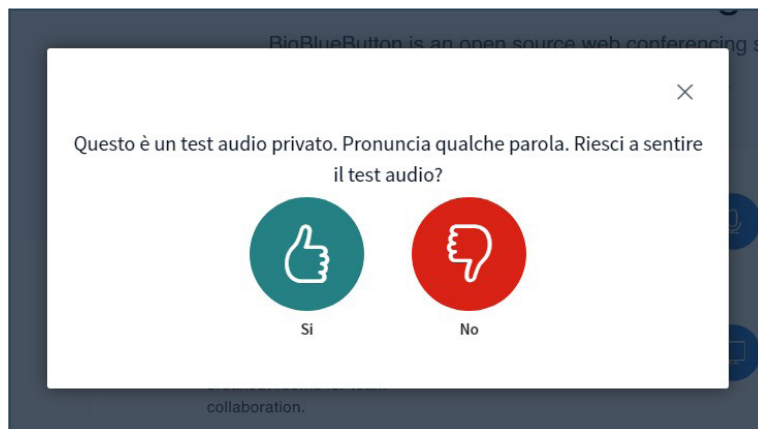 BigBlueButton is an open source web conferencing s
Questo è un test audio privato. Pronuncia qualche parola. Riesci a sentire
il test audio?
Si
No
collaboration.